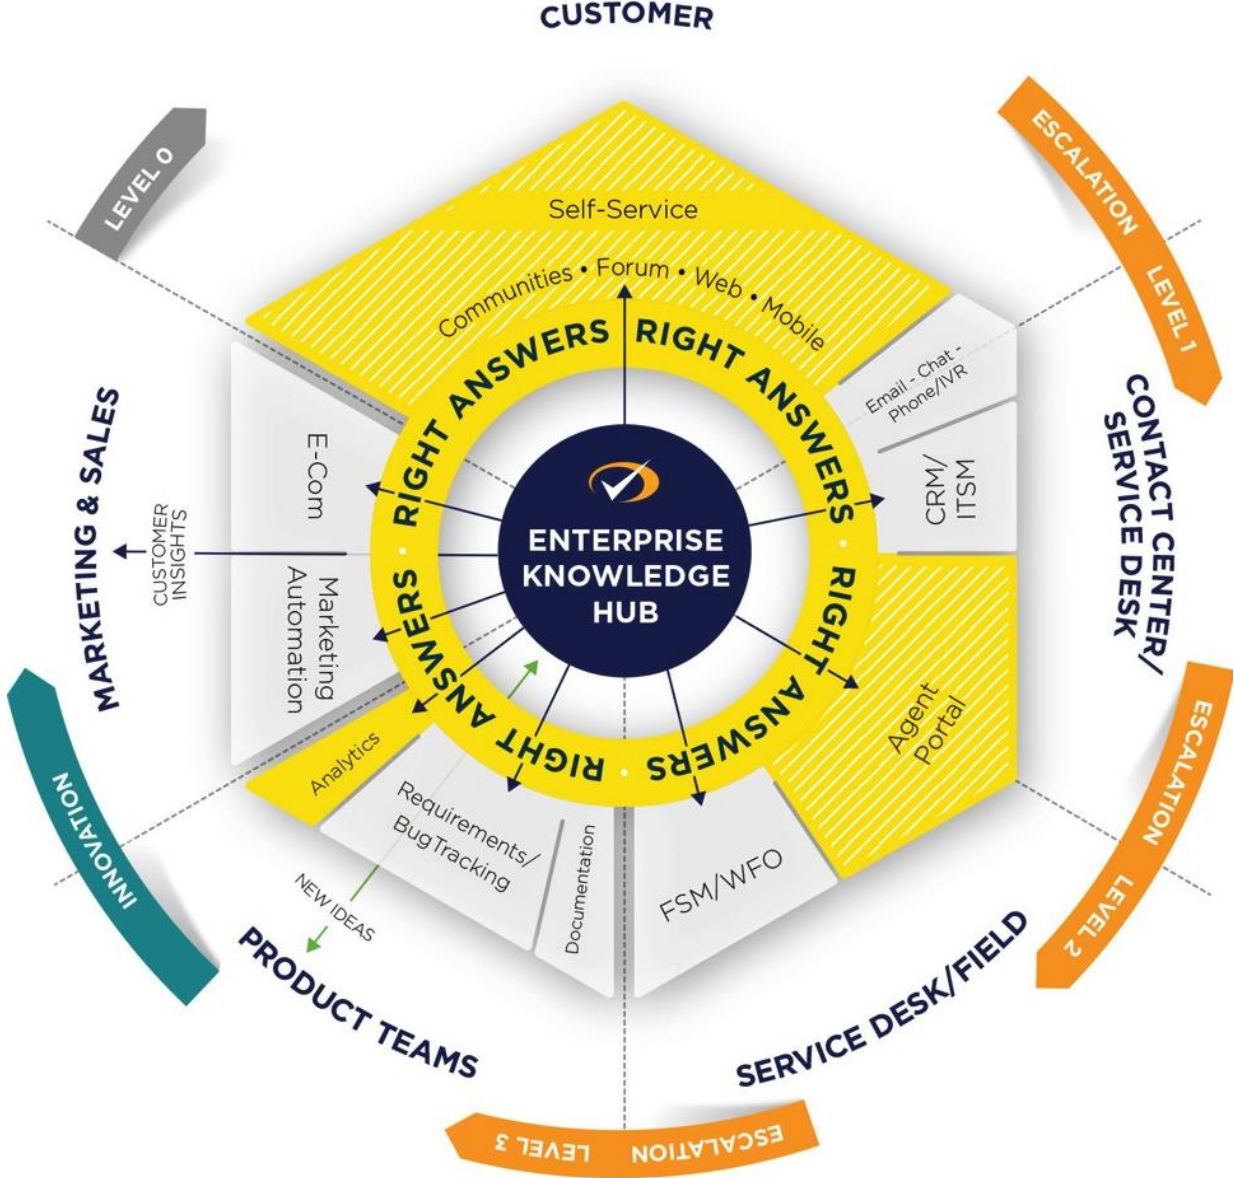 CUSTOMER
LEVEL 0
ESCALATION LEVEL 1
Self-Service
Communities • Forum • Web • Mobile
RIGHT ANSWERS
RIGHT ANSWERS
Email - Chat -
Phone/IVR
CRM/
ITSM
CONTACT CENTER/
SERVICE DESK
E-Com
MARKETING & SALES
CUSTOMER
INSIGHTS
Marketing
Automation
ENTERPRISE
KNOWLEDGE
HUB
RIGHT ANSWERS
RIGHT ANSWERS
•
•
•
Agent
Portal
ESCALATION LEVEL 2
INNOVATION
Analytics
Requirements/
Bug Tracking
Documentation
FSM/WFO
NEW IDEAS
PRODUCT TEAMS
SERVICE DESK/FIELD
ESCALATION LEVEL 3